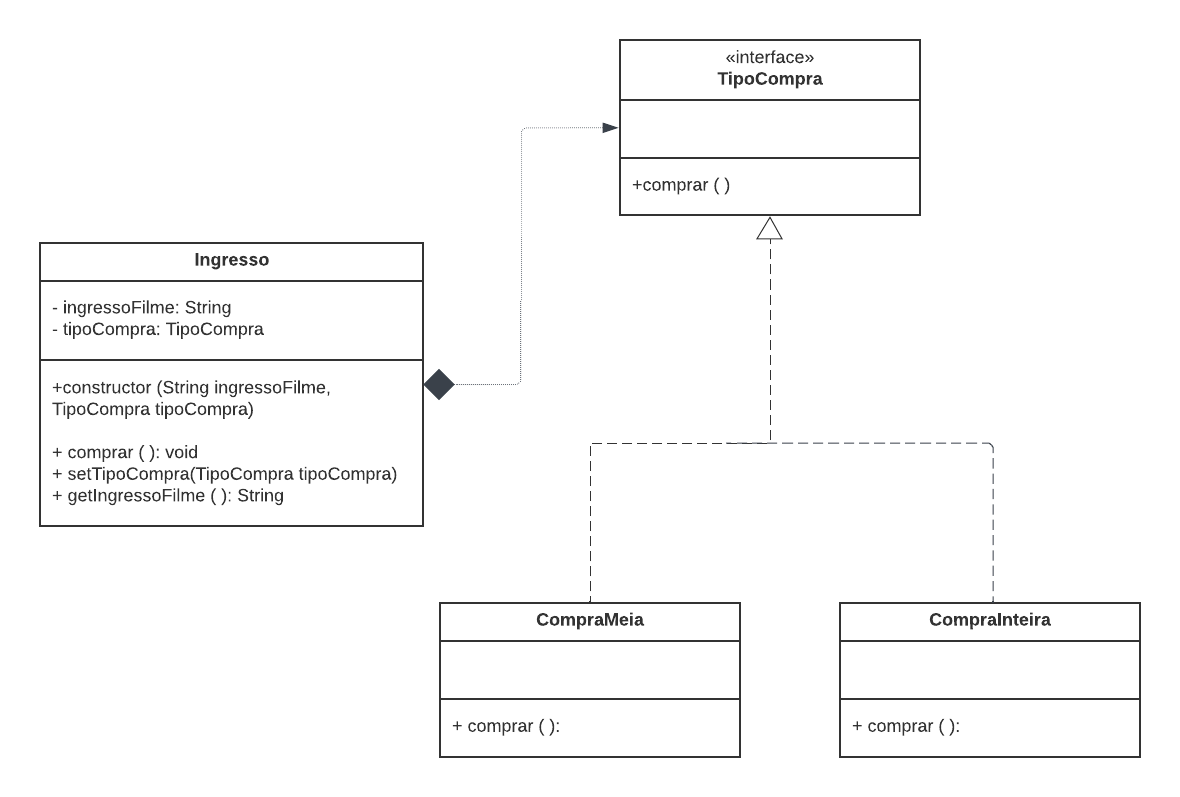 «interface»
TipoCompra
+comprar ( )
Ingresso
- ingressoFilme: String
- tipoCompra: TipoCompra
+constructor (String ingressoFilme,
TipoCompra tipoCompra)
+ comprar ( ): void
+ setTipoCompra(TipoCompra tipoCompra)
+ getIngressoFilme ( ): String
CompraMeia
+ comprar ( ):
CompraInteira
+ comprar ( ):